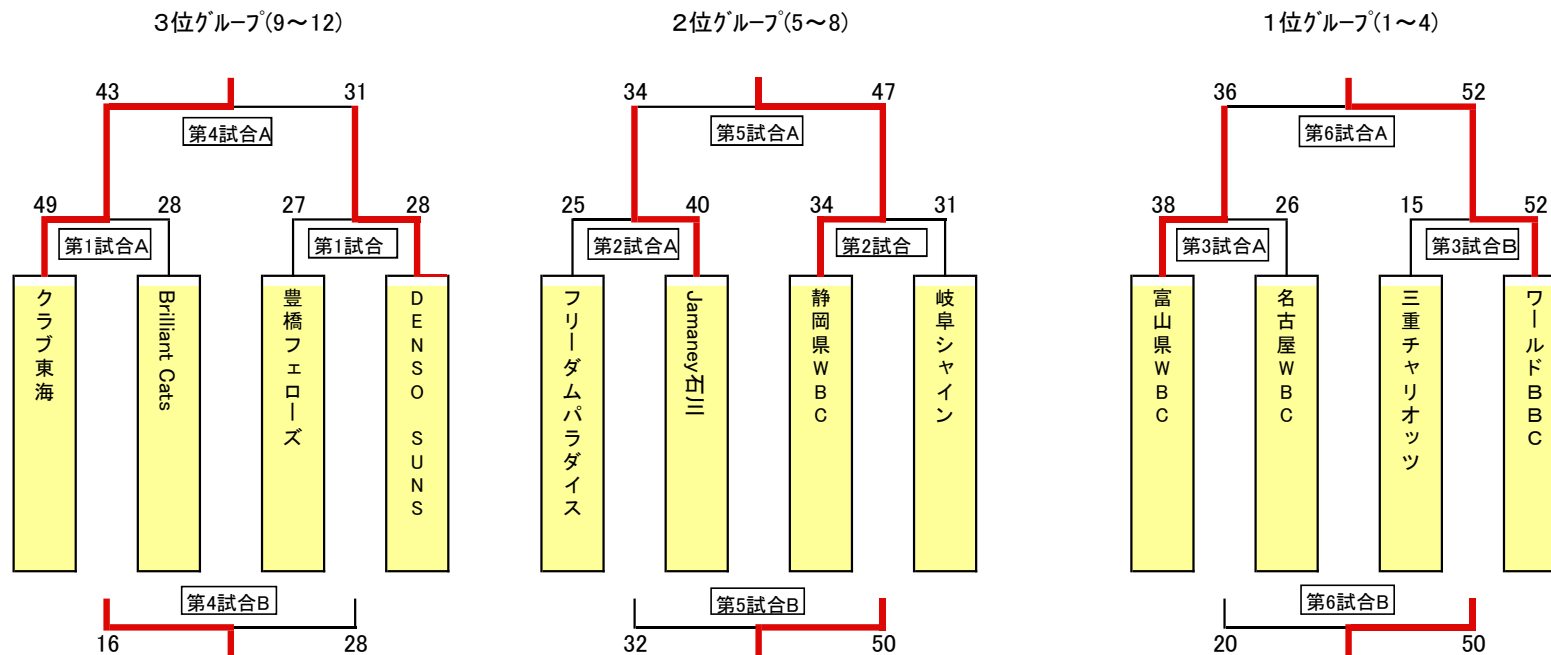 ３位グループ(9～12)
２位グループ(5～8)
１位グループ(1～4)
43
31
34
47
36
52
第4試合A
第5試合A
第6試合A
49
28
27
28
25
40
34
31
38
26
15
52
第1試合A
第1試合
第2試合A
第2試合
第3試合A
第3試合B
クラブ東海
Brilliant Cats
豊橋フェローズ
DENSO SUNS
フリーダムパラダイス
Jamaney石川
静岡県WBC
岐阜シャイン
富山県WBC
名古屋WBC
三重チャリオッツ
ワールドBBC
第4試合B
第5試合B
第6試合B
16
28
32
50
20
50